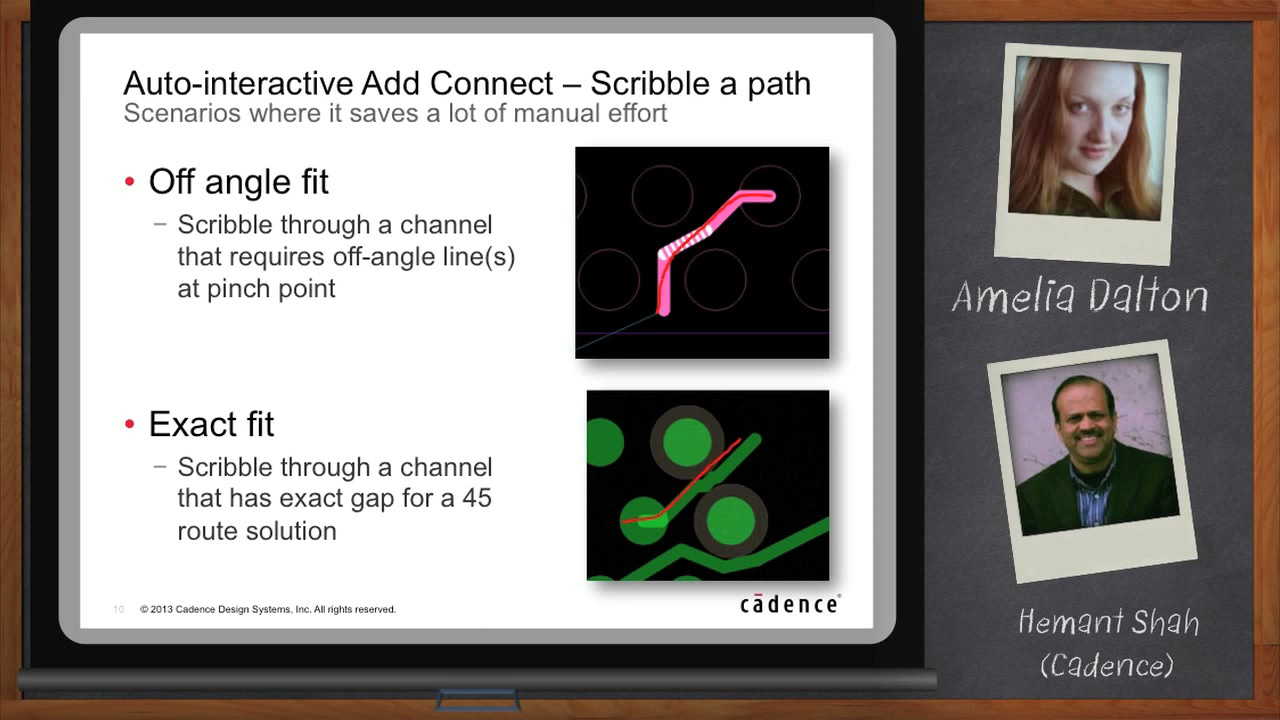 Auto-interactive Add Connect – Scribble a path
Scenarios where it saves a lot of manual effort
• Off angle fit
– Scribble through a channel
that requires off-angle line(s)
at pinch point
• Exact fit
– Scribble through a channel
that has exact gap for a 45
route solution
10 © 2013 Cadence Design Systems, Inc. All rights reserved.
cādence®
Amelia Dalton
Hemant Shah
(Cadence)